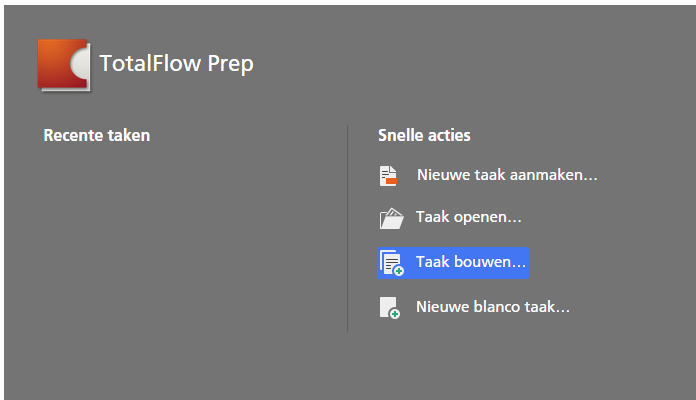 TotalFlow Prep
Recente taken
Snelle acties
Nieuwe taak aanmaken...
Taak openen...
Taak bouwen...
Nieuwe blanco taak...